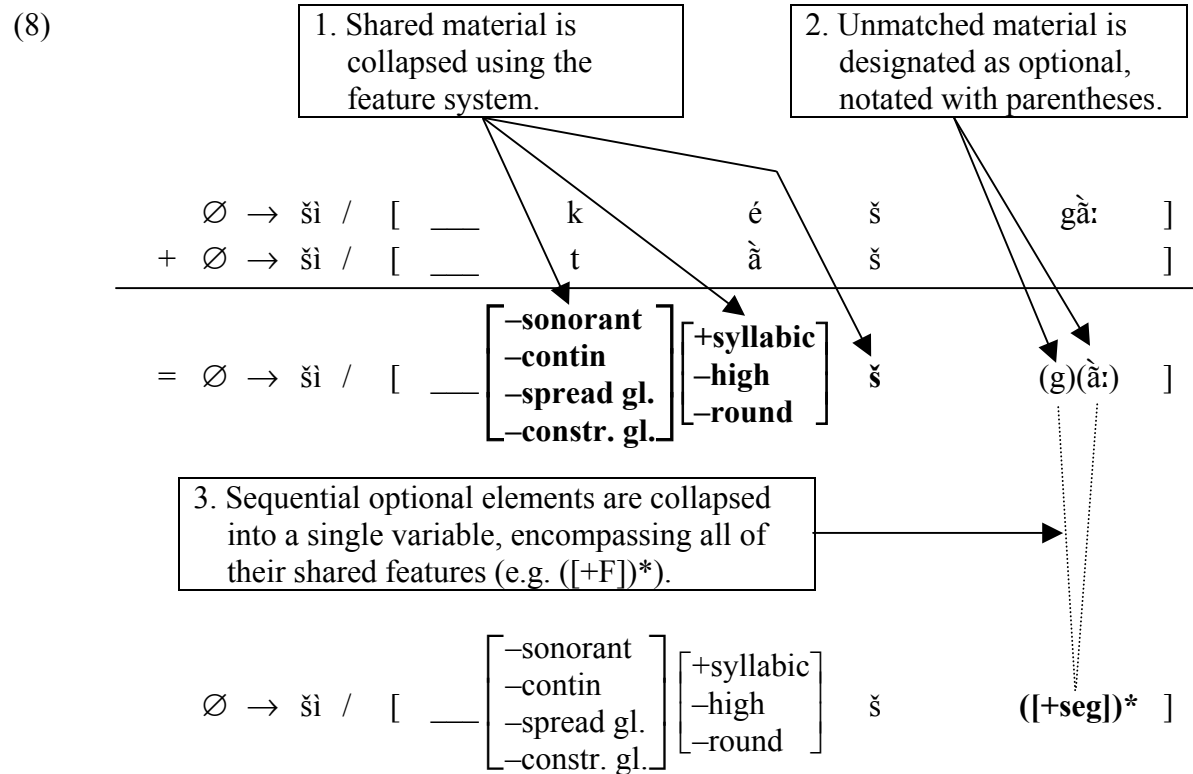 (8)
1. Shared material is
collapsed using the
feature system.
2. Unmatched material is
designated as optional,
notated with parentheses.
∅ → šì / [ ___ k é š gã̀ː ]
+ ∅ → šì / [ ___ t ã̀ š ]
= ∅ → šì / [ ___ [–sonorant –contin –spread gl. –constr. gl.] [+syllabic –high –round] š (g)(ã̀ː) ]
3. Sequential optional elements are collapsed
into a single variable, encompassing all of
their shared features (e.g. ([+F])*).
∅ → šì / [ ___ [–sonorant –contin –spread gl. –constr. gl.] [+syllabic –high –round] š ([+seg])* ]